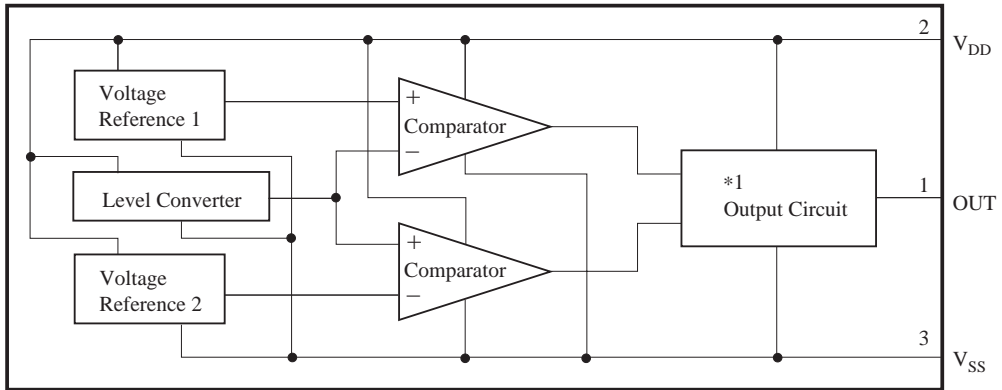 2
V_DD
Voltage
Reference 1
+
Comparator
−
Level Converter
*1
Output Circuit
1
OUT
+
Comparator
−
Voltage
Reference 2
3
V_SS